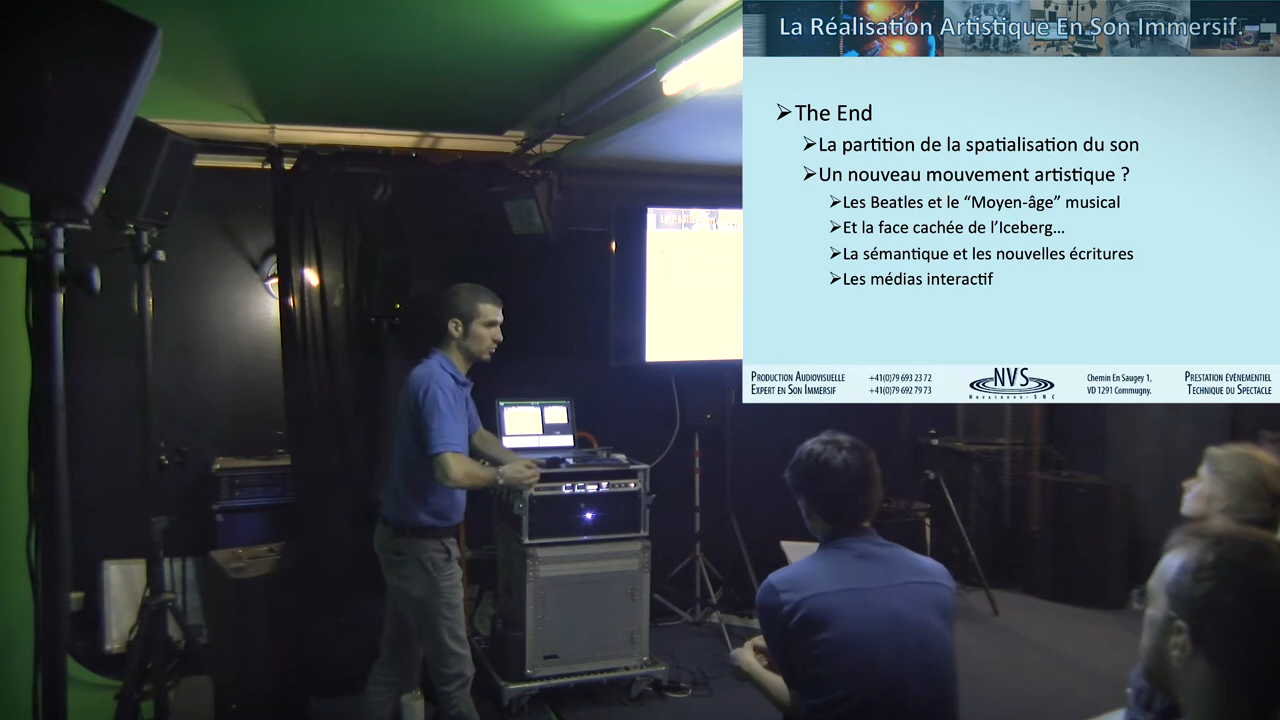 La Réalisation Artistique En Son Immersif.
➢The End
➢La partition de la spatialisation du son
➢Un nouveau mouvement artistique ?
➢Les Beatles et le “Moyen-âge” musical
➢Et la face cachée de l’Iceberg...
➢La sémantique et les nouvelles écritures
➢Les médias interactif
PRODUCTION AUDIOVISUELLE
EXPERT EN SON IMMERSIF
+41(0)79 693 23 72
+41(0)79 692 79 73
NVS
Chemin En Saugey 1,
VD 1291 Commugny.
PRESTATION ÉVÈNEMENTIEL
TECHNIQUE DU SPECTACLE